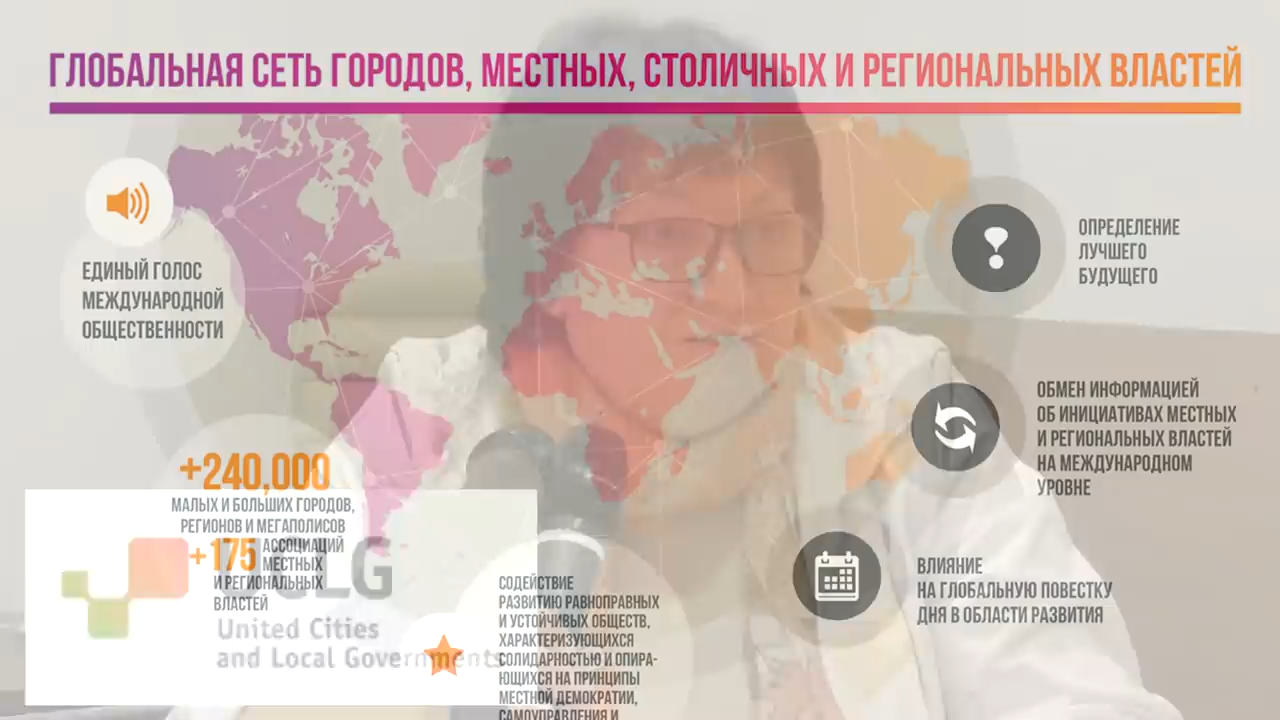 ГЛОБАЛЬНАЯ СЕТЬ ГОРОДОВ, МЕСТНЫХ, СТОЛИЧНЫХ И РЕГИОНАЛЬНЫХ ВЛАСТЕЙ
ЕДИНЫЙ ГОЛОС
МЕЖДУНАРОДНОЙ
ОБЩЕСТВЕННОСТИ
+240,000
МАЛЫХ И БОЛЬШИХ ГОРОДОВ,
РЕГИОНОВ И МЕГАПОЛИСОВ
+175 АССОЦИАЦИЙ
МЕСТНЫХ
И РЕГИОНАЛЬНЫХ
ВЛАСТЕЙ
UCLG
United Cities
and Local Governments
СОДЕЙСТВИЕ
РАЗВИТИЮ РАВНОПРАВНЫХ
И УСТОЙЧИВЫХ ОБЩЕСТВ,
ХАРАКТЕРИЗУЮЩИХСЯ
СОЛИДАРНОСТЬЮ И ОПИРА-
ЮЩИХСЯ НА ПРИНЦИПЫ
МЕСТНОЙ ДЕМОКРАТИИ,
САМОУПРАВЛЕНИЯ И
ОПРЕДЕЛЕНИЕ
ЛУЧШЕГО
БУДУЩЕГО
ОБМЕН ИНФОРМАЦИЕЙ
ОБ ИНИЦИАТИВАХ МЕСТНЫХ
И РЕГИОНАЛЬНЫХ ВЛАСТЕЙ
НА МЕЖДУНАРОДНОМ
УРОВНЕ
ВЛИЯНИЕ
НА ГЛОБАЛЬНУЮ ПОВЕСТКУ
ДНЯ В ОБЛАСТИ РАЗВИТИЯ